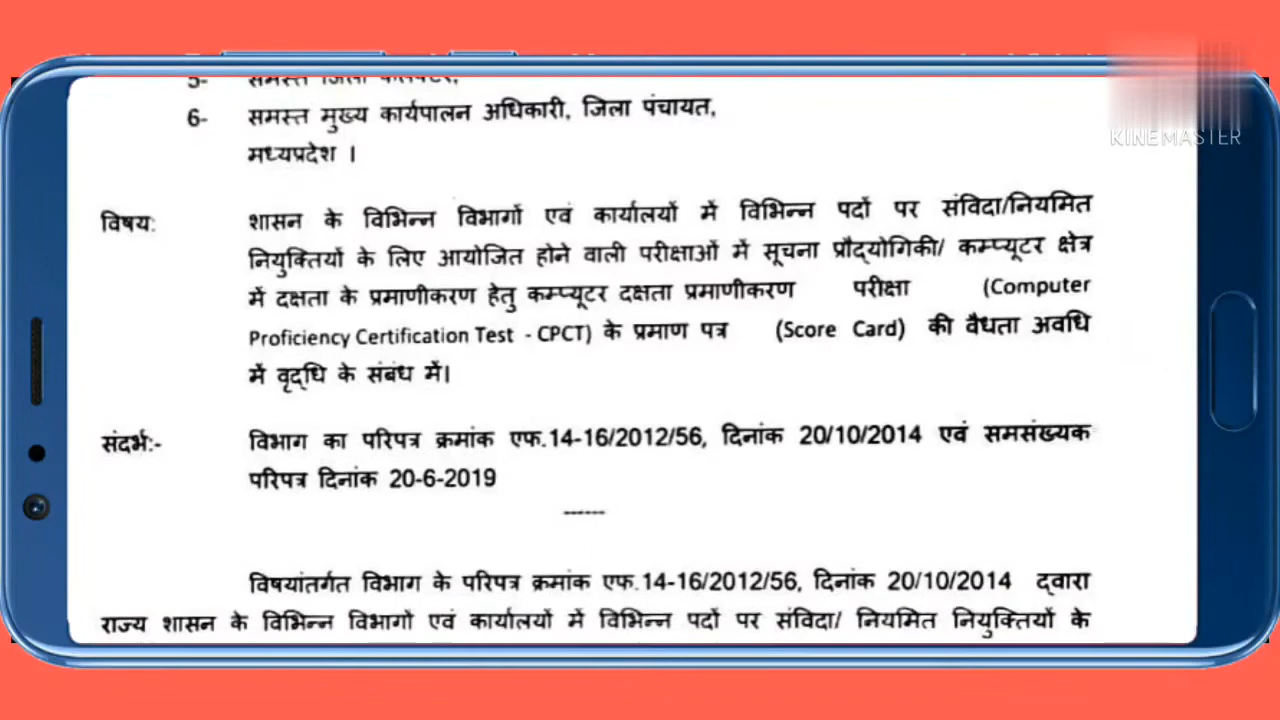 5- समस्त जिला कलेक्टर,
6- समस्त मुख्य कार्यपालन अधिकारी, जिला पंचायत,
मध्यप्रदेश ।
विषय: शासन के विभिन्न विभागों एवं कार्यालयों में विभिन्न पदों पर संविदा/नियमित
नियुक्तियों के लिए आयोजित होने वाली परीक्षाओं में सूचना प्रौद्योगिकी/ कम्प्यूटर क्षेत्र
में दक्षता के प्रमाणीकरण हेतु कम्प्यूटर दक्षता प्रमाणीकरण परीक्षा (Computer
Proficiency Certification Test - CPCT) के प्रमाण पत्र (Score Card) की वैधता अवधि
में वृद्धि के संबंध में।
संदर्भ:- विभाग का परिपत्र क्रमांक एफ.14-16/2012/56, दिनांक 20/10/2014 एवं समसंख्यक
परिपत्र दिनांक 20-6-2019
------
विषयांतर्गत विभाग के परिपत्र क्रमांक एफ.14-16/2012/56, दिनांक 20/10/2014 द्वारा
राज्य शासन के विभिन्न विभागों एवं कार्यालयों में विभिन्न पदों पर संविदा/ नियमित नियुक्तियों के
KINEMASTER